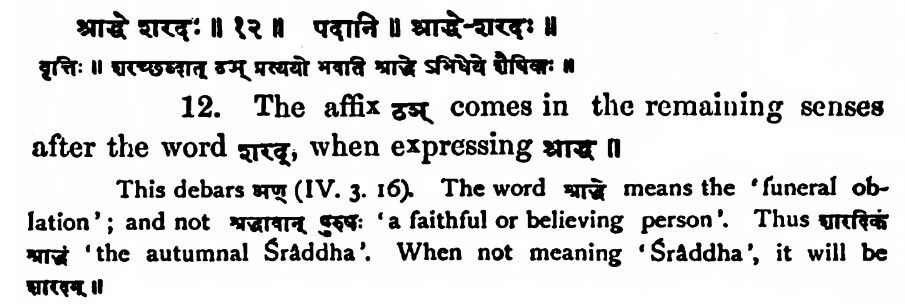 श्राद्धे शरदः ॥ १२ ॥ पदानि ॥ श्राद्धे-शरदः ॥
वृत्तिः ॥ शरच्छब्दात् ठञ् प्रत्ययो भवति श्राद्धे ऽभिधेये शैषिकः ॥
12. The affix ठञ् comes in the remaining senses
after the word शरद्, when expressing श्राद्ध ॥
This debars अण् (IV. 3. 16). The word श्राद्धे means the ‘funeral ob-
lation’; and not श्रद्धावान् पुरुषः ‘a faithful or believing person’. Thus शारदिकं
श्राद्धं ‘the autumnal Śrâddha’. When not meaning ‘Śrâddha’, it will be
शारदम् ॥